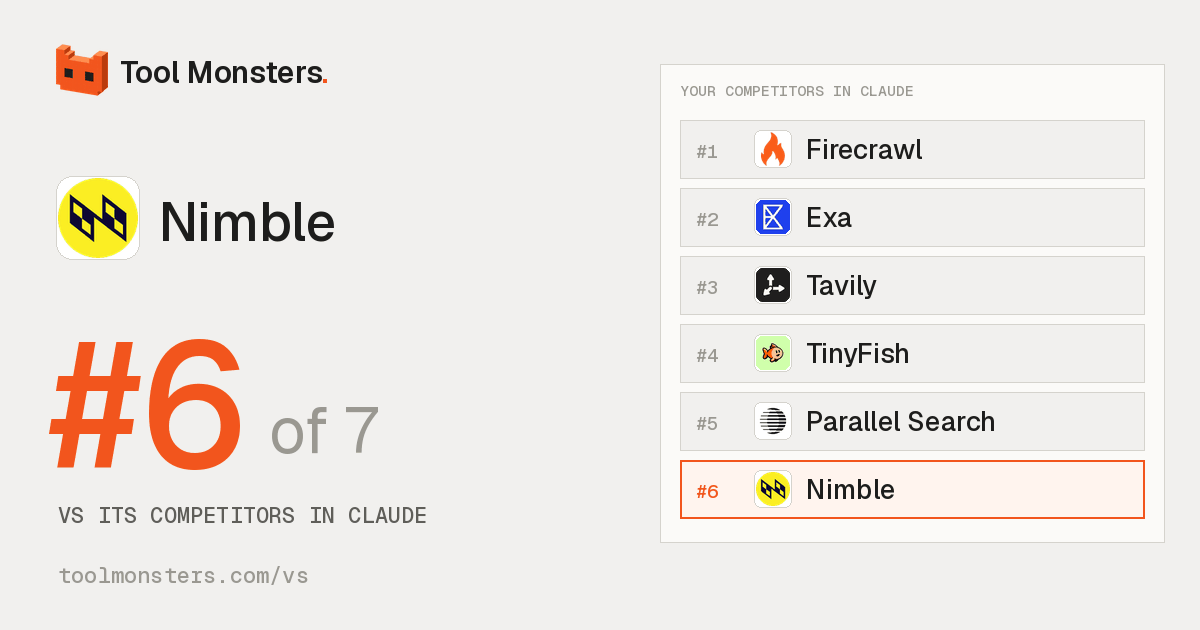 Tool Monsters.
Nimble
#6 of 7
VS ITS COMPETITORS IN CLAUDE
toolmonsters.com/vs
YOUR COMPETITORS IN CLAUDE
#1 Firecrawl
#2 Exa
#3 Tavily
#4 TinyFish
#5 Parallel Search
#6 Nimble